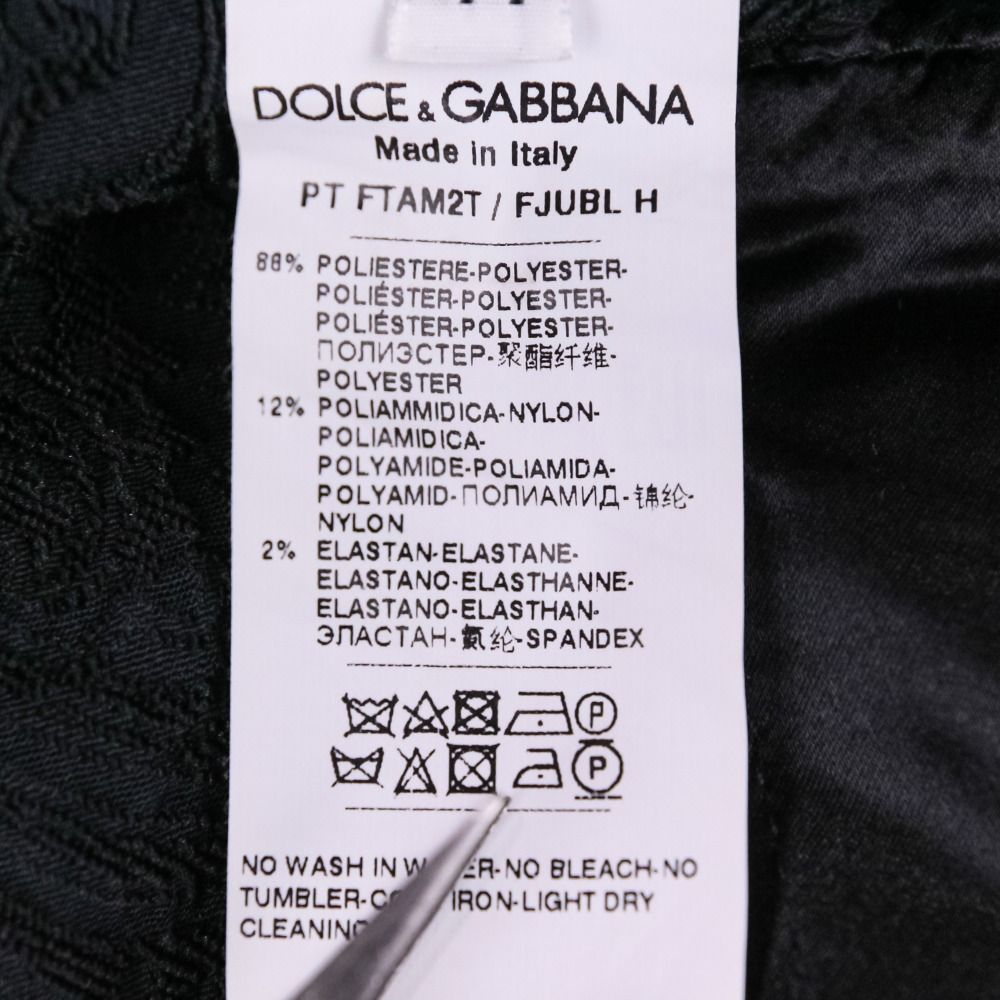 DOLCE & GABBANA
Made in Italy
PT FTAM2T / FJUBL H
86% POLIESTERE-POLYESTER-
POLIÉSTER-POLYESTER-
POLIÉSTER-POLYESTER-
ПОЛИЭСТЕР-聚酯纤维-
POLYESTER
12% POLIAMMIDICA-NYLON-
POLIAMIDICA-
POLYAMIDE-POLIAMIDA-
POLYAMID-ПОЛИАМИД-锦纶-
NYLON
2% ELASTAN-ELASTANE-
ELASTANO-ELASTHANNE-
ELASTANO-ELASTHAN-
ЭЛАСТАН-氨纶-SPANDEX
P
P
NO WASH IN W ER-NO BLEACH-NO
TUMBLER- IRON-LIGHT DRY
CLEANING